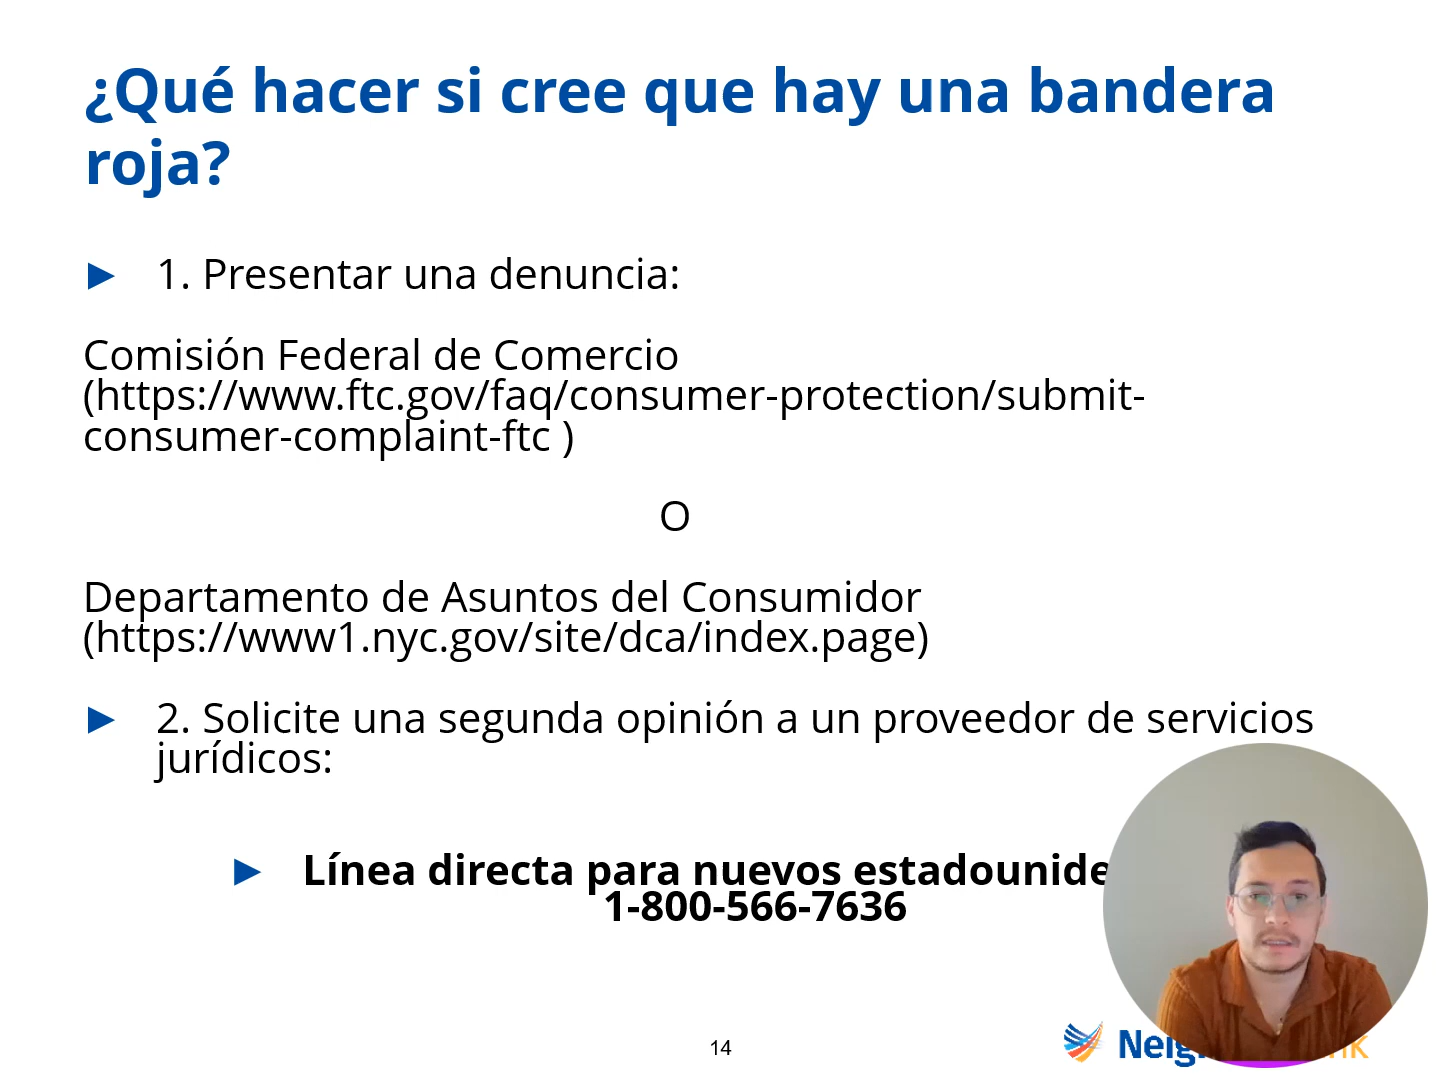 ¿Qué hacer si cree que hay una bandera
roja?
► 1. Presentar una denuncia:
Comisión Federal de Comercio
(https://www.ftc.gov/faq/consumer-protection/submit-
consumer-complaint-ftc )
O
Departamento de Asuntos del Consumidor
(https://www1.nyc.gov/site/dca/index.page)
► 2. Solicite una segunda opinión a un proveedor de servicios
jurídicos:
► Línea directa para nuevos
1-800-566-7636
14